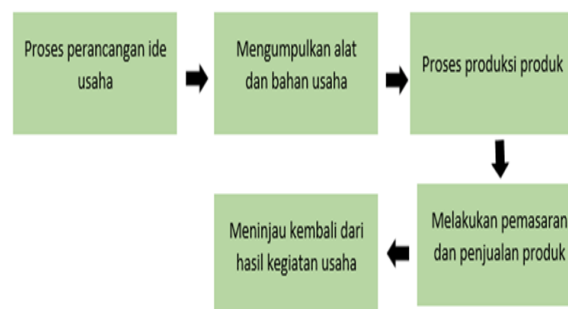 Proses perancangan ide
usaha
Mengumpulkan alat
dan bahan usaha
Proses produksi produk
Melakukan pemasaran
dan penjualan produk
Meninjau kembali dari
hasil kegiatan usaha